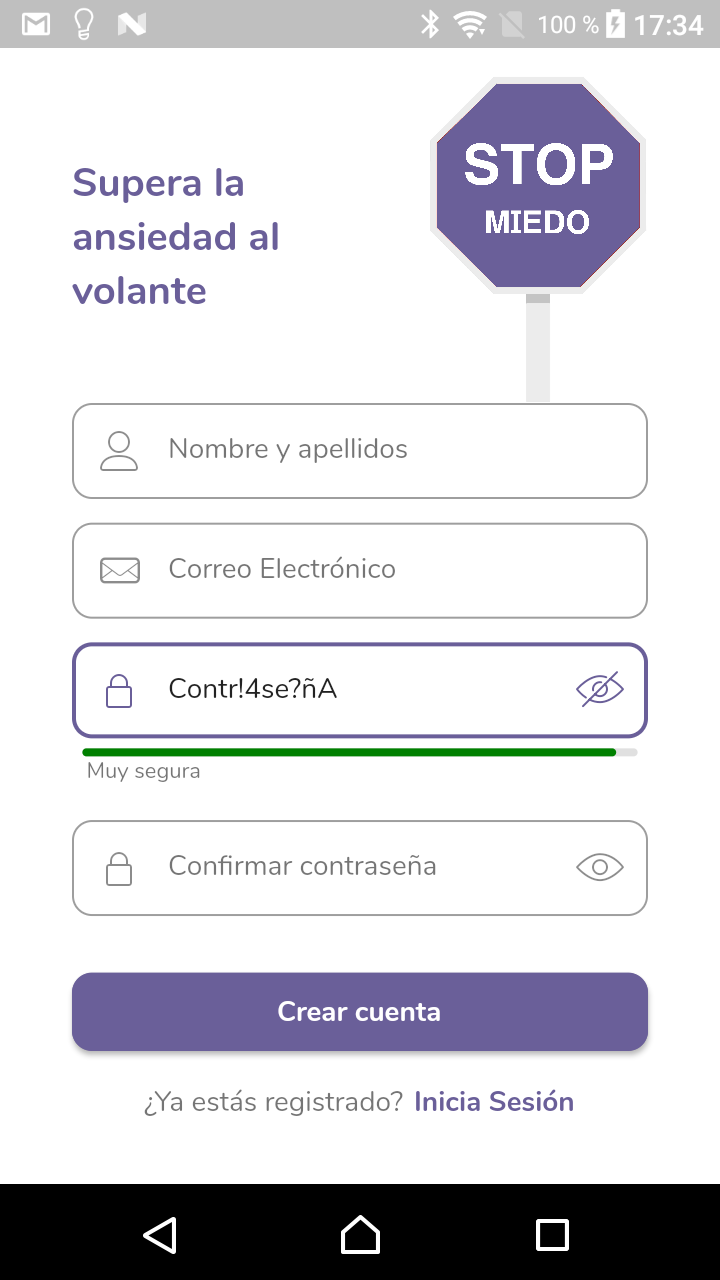 100 % 17:34
STOP
MIEDO
Supera la
ansiedad al
volante
Nombre y apellidos
Correo Electrónico
Contr!4se?ñA
Muy segura
Confirmar contraseña
Crear cuenta
¿Ya estás registrado? Inicia Sesión